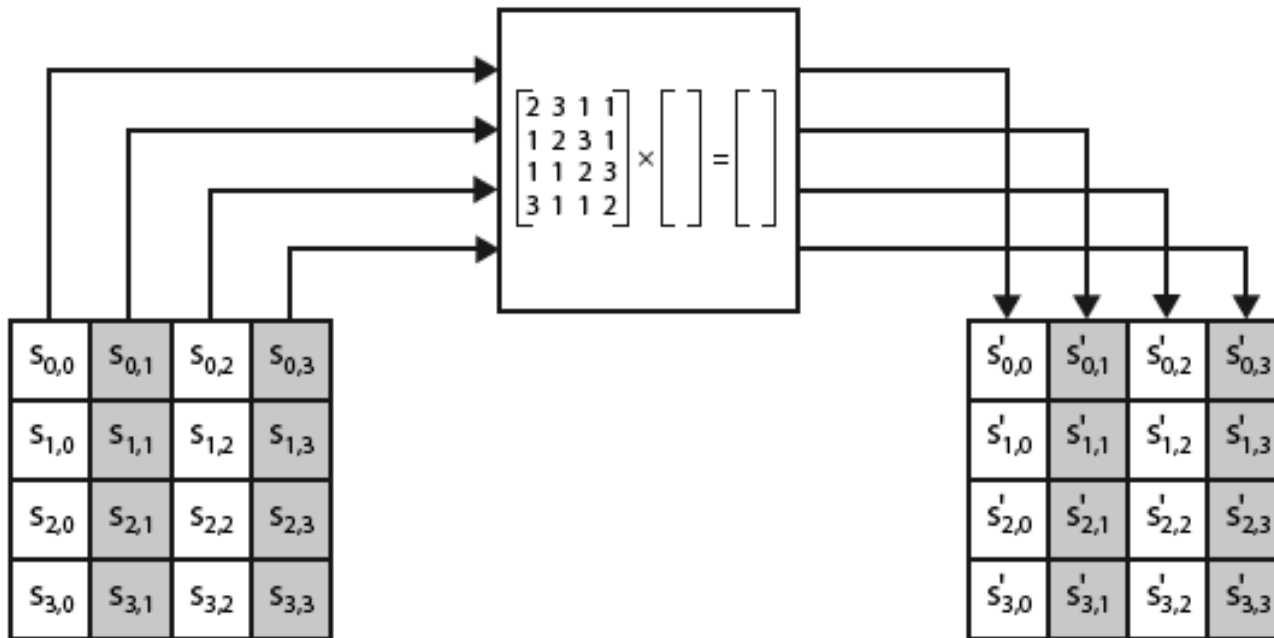 2 3 1 1
1 2 3 1
1 1 2 3
3 1 1 2
× =
S0,0 S0,1 S0,2 S0,3
S1,0 S1,1 S1,2 S1,3
S2,0 S2,1 S2,2 S2,3
S3,0 S3,1 S3,2 S3,3
S'0,0 S'0,1 S'0,2 S'0,3
S'1,0 S'1,1 S'1,2 S'1,3
S'2,0 S'2,1 S'2,2 S'2,3
S'3,0 S'3,1 S'3,2 S'3,3